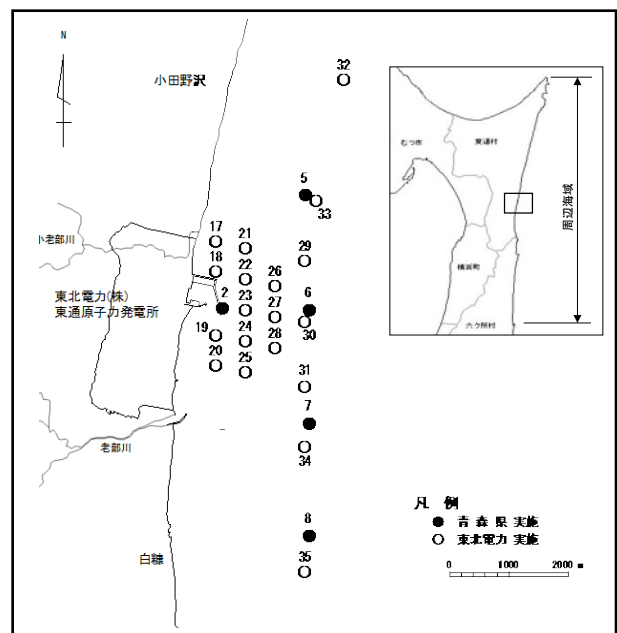 N
小田野沢
32
5
33
17
21
小老部川
29
18
22
26
東北電力(株)
東通原子力発電所
2
23
27
6
30
19
24
28
20
25
31
7
老部川
34
8
白糠
35
むつ市
東通村
横浜町
六ケ所村
周辺海域
凡 例
● 青 森 県 実施
○ 東北電力 実施
0 1000 2000 m